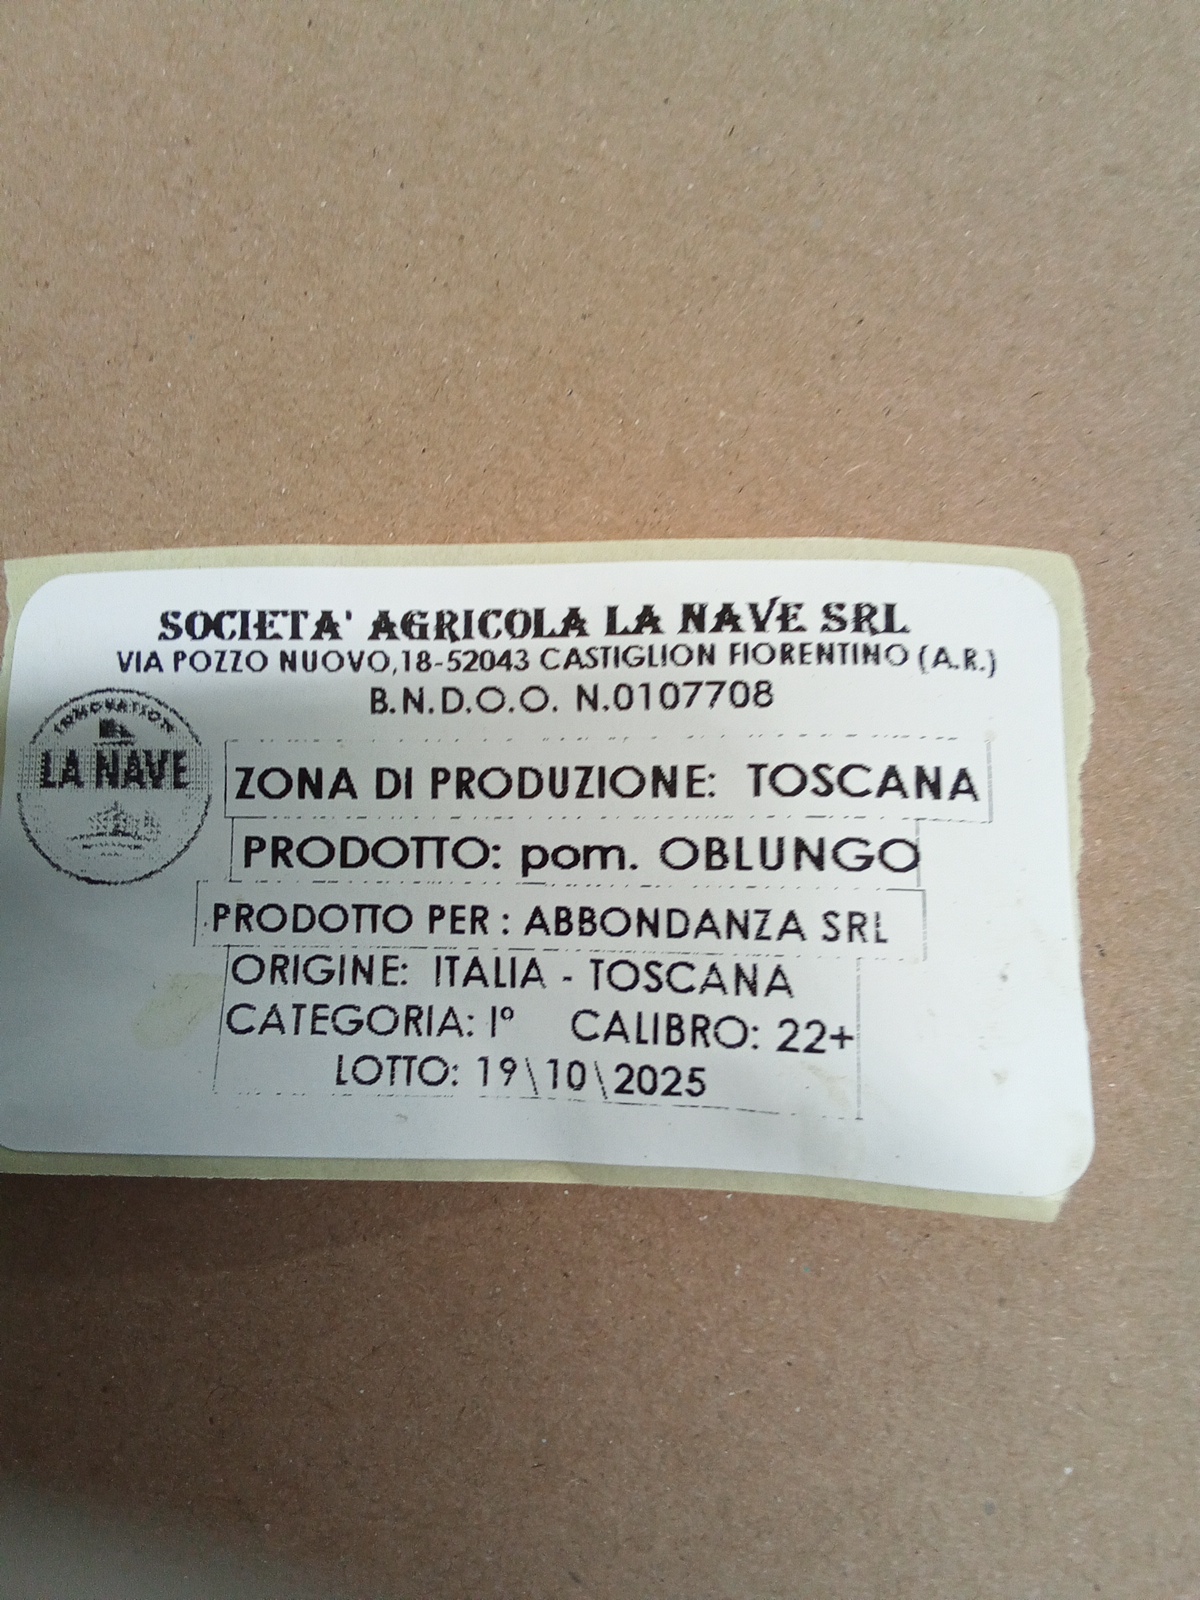 SOCIETA' AGRICOLA LA NAVE SRL
VIA POZZO NUOVO,18-52043 CASTIGLION FIORENTINO (A.R.)
B.N.D.O.O. N.0107708
INNOVATION
LA NAVE
ZONA DI PRODUZIONE: TOSCANA
PRODOTTO: pom. OBLUNGO
PRODOTTO PER : ABBONDANZA SRL
ORIGINE: ITALIA - TOSCANA
CATEGORIA: I° CALIBRO: 22+
LOTTO: 19\10\2025